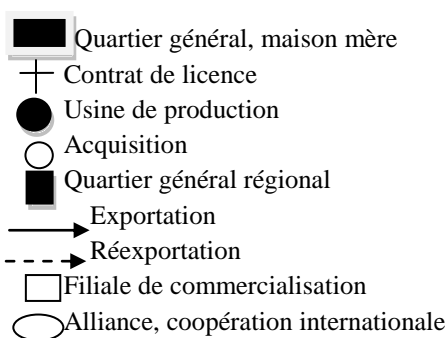 Quartier général, maison mère
Contrat de licence
Usine de production
Acquisition
Quartier général régional
Exportation
Réexportation
Filiale de commercialisation
Alliance, coopération internationale